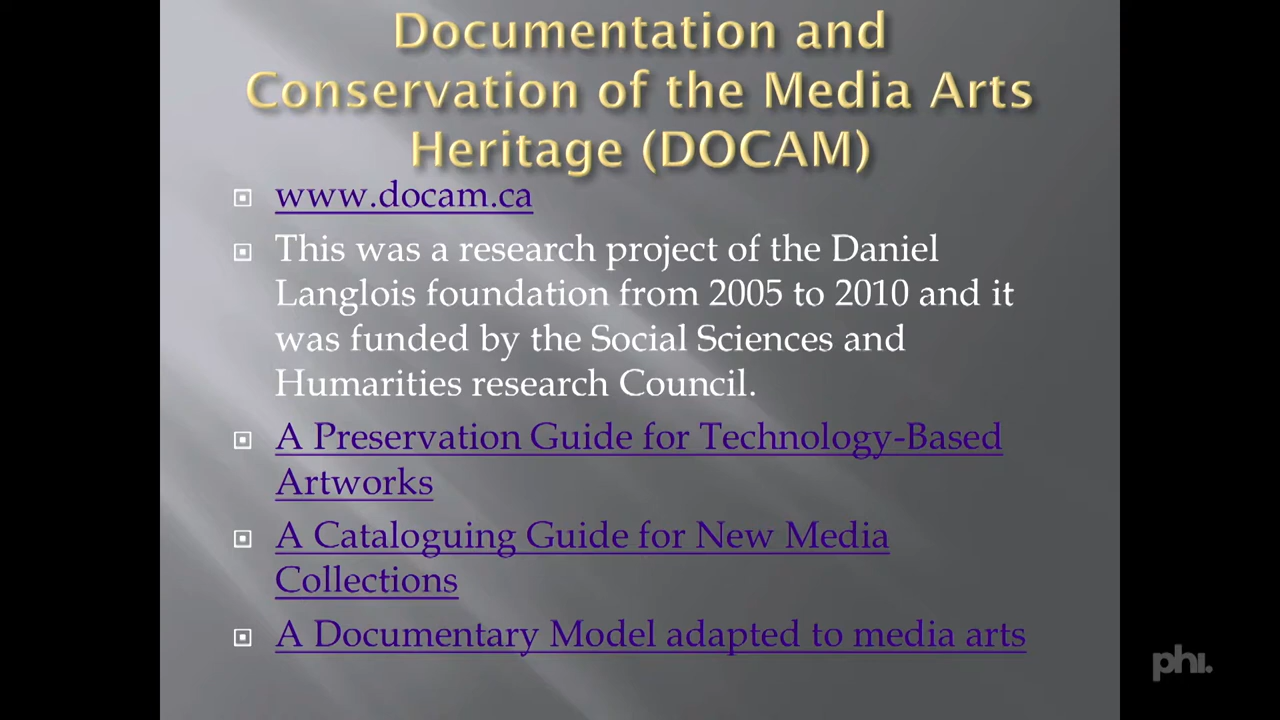 Documentation and
Conservation of the Media Arts
Heritage (DOCAM)
www.docam.ca
This was a research project of the Daniel
Langlois foundation from 2005 to 2010 and it
was funded by the Social Sciences and
Humarities research Council.
A Preservation Guide for Technology-Based
Artworks
A Cataloguing Guide for New Media
Collections
A Documentary Model adapted to media arts
phi.